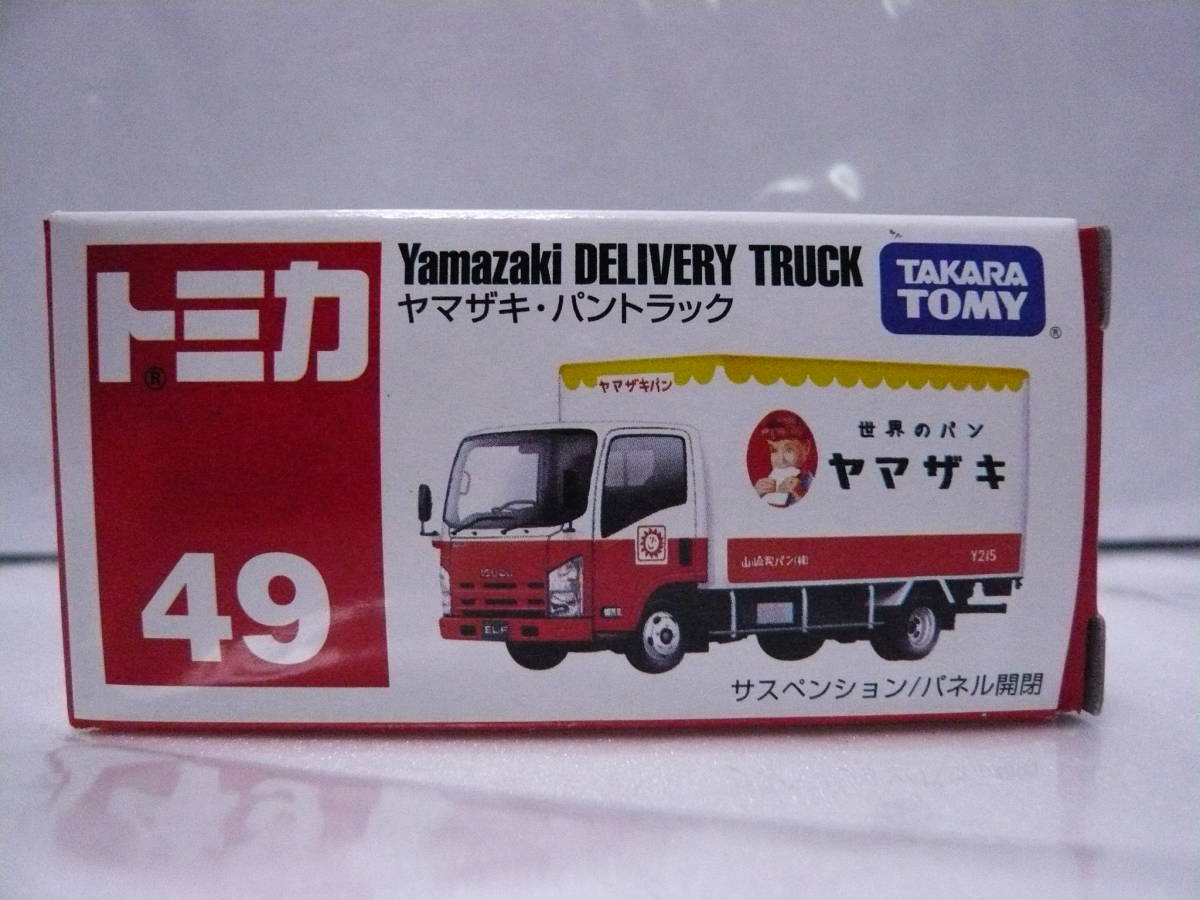 トミカ®
49
Yamazaki DELIVERY TRUCK
ヤマザキ・パントラック
TAKARA
TOMY®
ヤマザキパン
世界のパン
ヤマザキ
山崎製パン(株)
Y215
ISUZU
ELF
サスペンション/パネル開閉